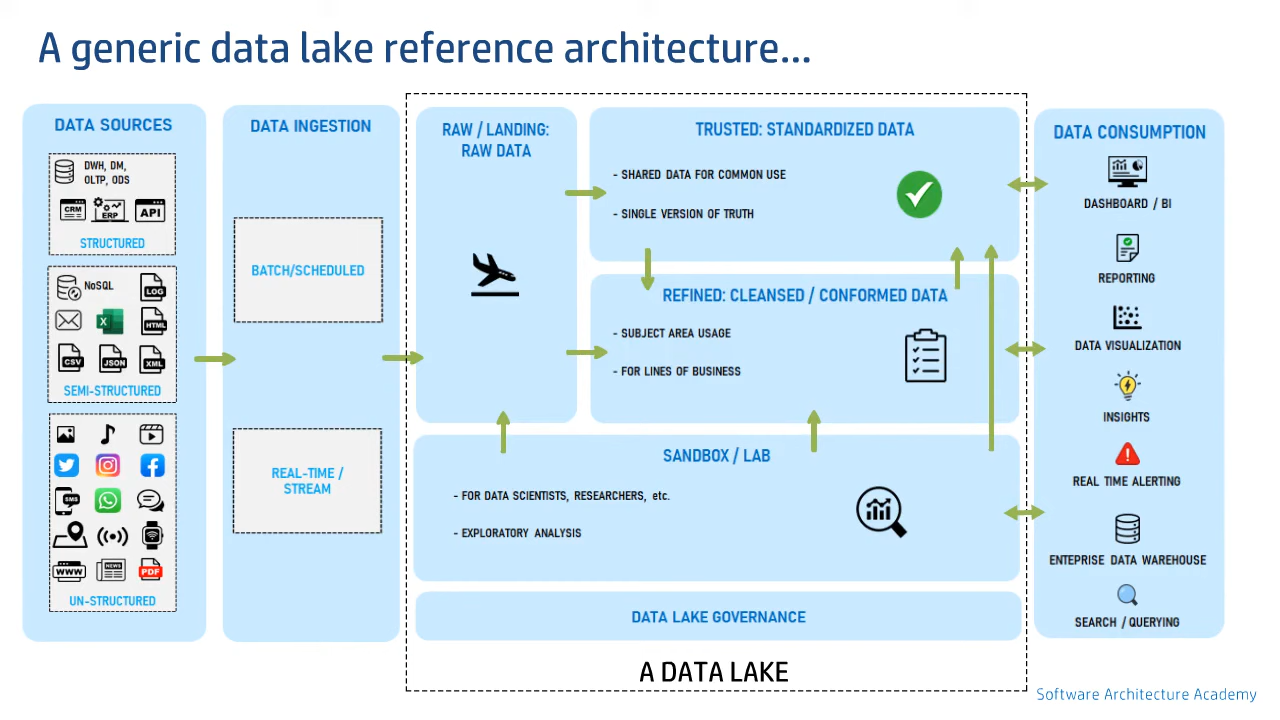 A generic data lake reference architecture...
DATA SOURCES
DWH, DM,
OLTP, ODS
CRM
ERP
API
STRUCTURED
NoSQL
LOG
HTML
CSV
JSON
XML
SEMI-STRUCTURED
SMS
WWW
NEWS
PDF
UN-STRUCTURED
DATA INGESTION
BATCH/SCHEDULED
REAL-TIME /
STREAM
RAW / LANDING:
RAW DATA
TRUSTED: STANDARDIZED DATA
- SHARED DATA FOR COMMON USE
- SINGLE VERSION OF TRUTH
REFINED: CLEANSED / CONFORMED DATA
- SUBJECT AREA USAGE
- FOR LINES OF BUSINESS
SANDBOX / LAB
- FOR DATA SCIENTISTS, RESEARCHERS, etc.
- EXPLORATORY ANALYSIS
DATA LAKE GOVERNANCE
A DATA LAKE
DATA CONSUMPTION
DASHBOARD / BI
REPORTING
DATA VISUALIZATION
INSIGHTS
REAL TIME ALERTING
ENTEPRISE DATA WAREHOUSE
SEARCH / QUERYING
Software Architecture Academy